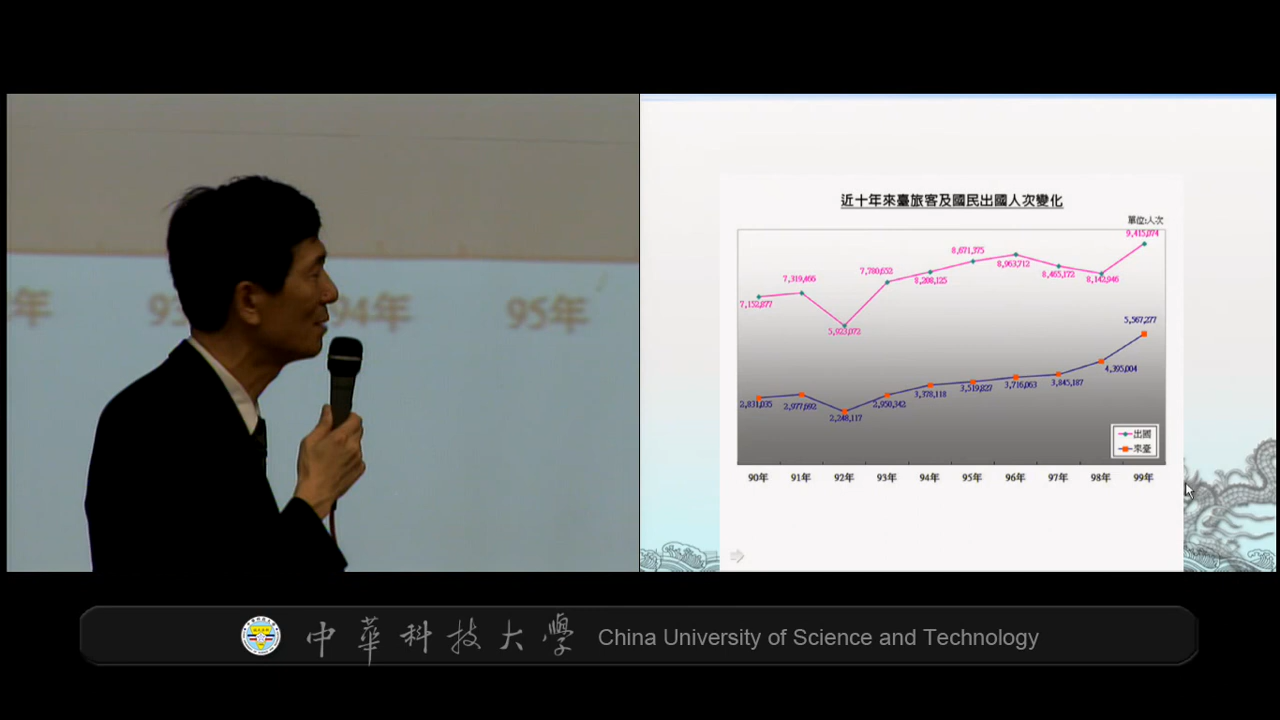 年
93
94年
95年
近十年來臺旅客及國民出國人次變化
單位:人次
9,415,074
8,671,375
8,963,712
7,780,652
8,208,125
8,465,172
8,142,946
7,319,466
7,152,877
5,923,072
5,567,277
4,395,004
3,845,187
3,716,063
3,519,827
3,378,118
2,950,342
2,831,035
2,977,692
2,248,117
出國
來臺
90年 91年 92年 93年 94年 95年 96年 97年 98年 99年
中華科技大學 China University of Science and Technology